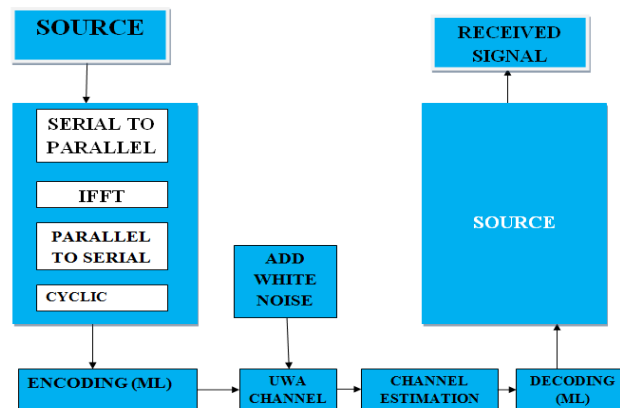 SOURCE
SERIAL TO
PARALLEL
IFFT
PARALLEL
TO SERIAL
CYCLIC
ENCODING (ML)
ADD
WHITE
NOISE
UWA
CHANNEL
CHANNEL
ESTIMATION
DECODING
(ML)
SOURCE
RECEIVED
SIGNAL